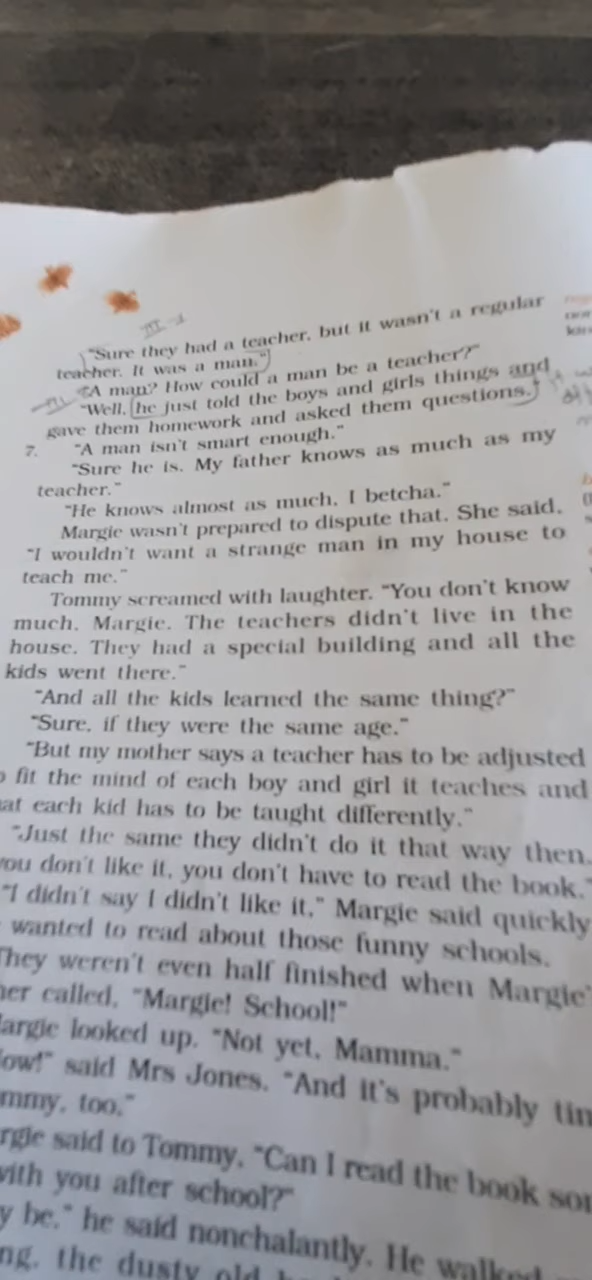 "Sure they had a teacher, but it wasn't a regular
teacher. It was a man."
"A man? How could a man be a teacher?"
"Well, he just told the boys and girls things and
gave them homework and asked them questions."
7. "A man isn't smart enough."
"Sure he is. My father knows as much as my
teacher."
"He knows almost as much, I betcha."
Margie wasn't prepared to dispute that. She said,
"I wouldn't want a strange man in my house to
teach me."
Tommy screamed with laughter. "You don't know
much, Margie. The teachers didn't live in the
house. They had a special building and all the
kids went there."
"And all the kids learned the same thing?"
"Sure, if they were the same age."
"But my mother says a teacher has to be adjusted
fit the mind of each boy and girl it teaches and
at each kid has to be taught differently."
"Just the same they didn't do it that way then.
you don't like it, you don't have to read the book."
"I didn't say I didn't like it," Margie said quickly
wanted to read about those funny schools.
They weren't even half finished when Margie'
her called, "Margie! School!"
argie looked up. "Not yet, Mamma."
ow!" said Mrs Jones. "And it's probably tim
mmy, too."
rgie said to Tommy, "Can I read the book so
with you after school?"
y be," he said nonchalantly. He walked
ng, the dusty old